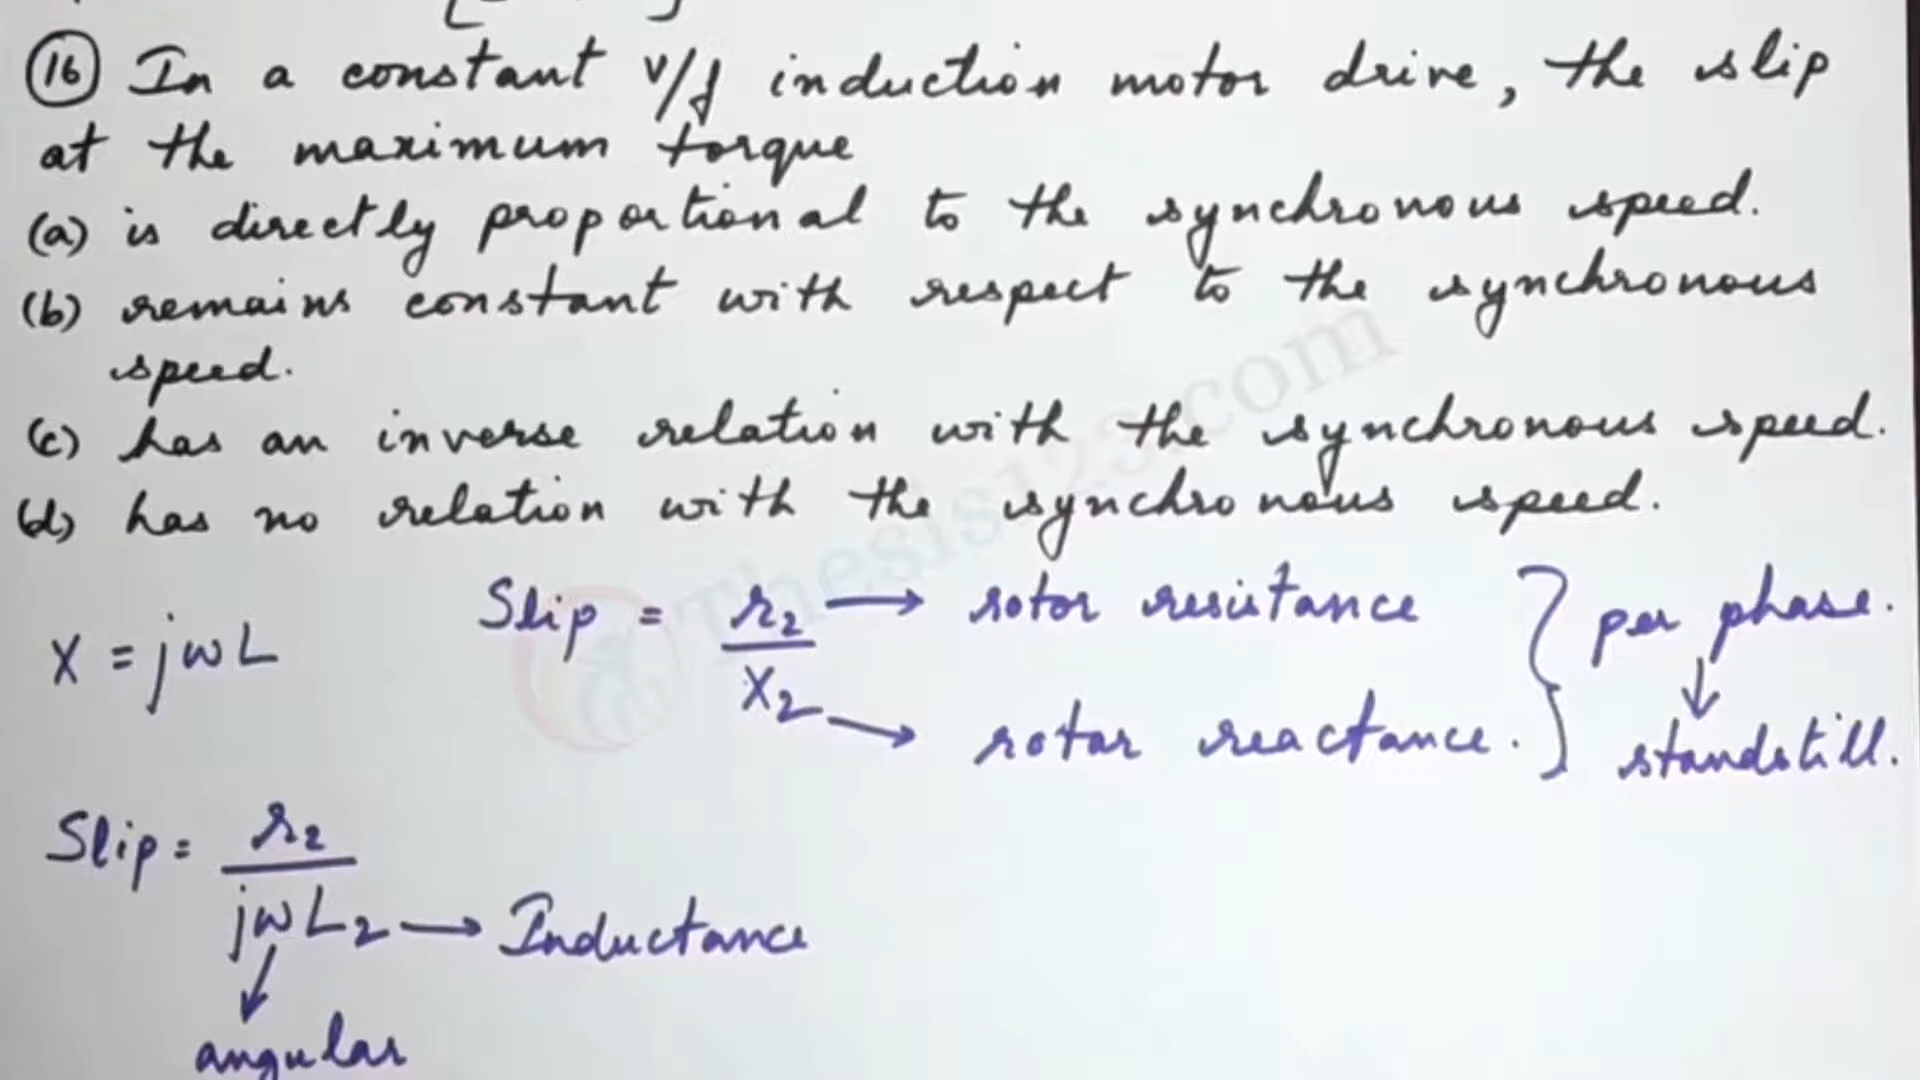 (16) In a constant v/f induction motor drive, the slip
at the maximum torque
(a) is directly proportional to the synchronous speed.
(b) remains constant with respect to the synchronous
speed.
(c) has an inverse relation with the synchronous speed.
(d) has no relation with the synchronous speed.
Thesis123.com
X = jωL
Slip = r₂ → rotor resistance
X₂ → rotor reactance.
} per phase.
↓
standstill.
Slip = r₂
jωL₂ → Inductance
↓
angular